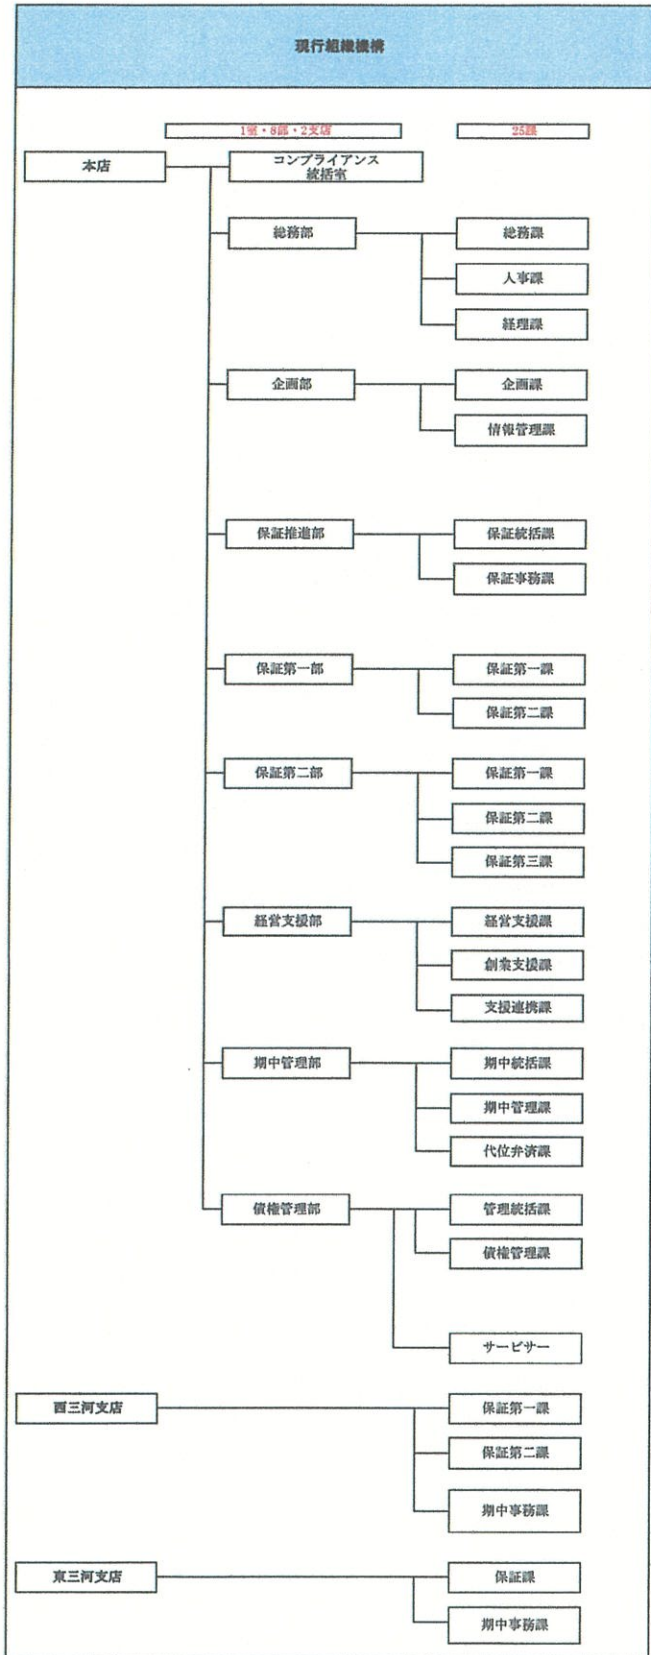 現行組織機構
1室・8部・2支店
25課
本店
コンプライアンス
統括室
総務部
総務課
人事課
経理課
企画部
企画課
情報管理課
保証推進部
保証統括課
保証事務課
保証第一部
保証第一課
保証第二課
保証第二部
保証第一課
保証第二課
保証第三課
経営支援部
経営支援課
創業支援課
支援連携課
期中管理部
期中統括課
期中管理課
代位弁済課
債権管理部
管理統括課
債権管理課
サービサー
西三河支店
保証第一課
保証第二課
期中事務課
東三河支店
保証課
期中事務課